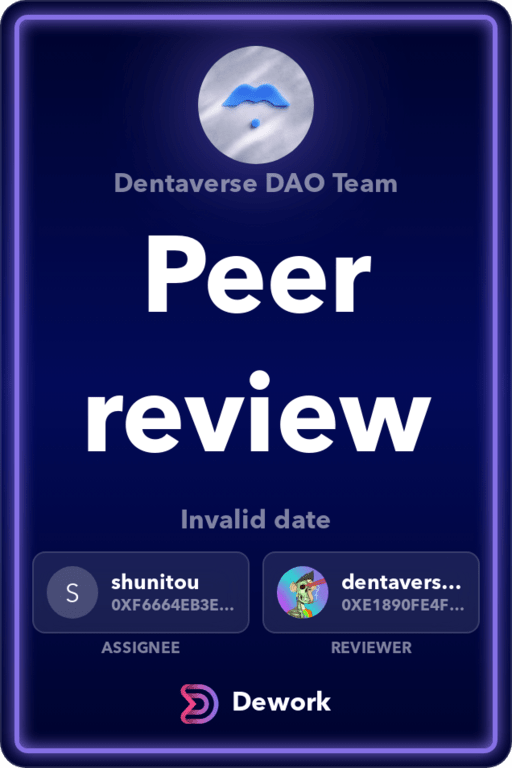 Dentaverse DAO Team
Peer
review
Invalid date
S
shunitou
0XF6664EB3E...
dentavers...
0XE1890FE4F...
ASSIGNEE
REVIEWER
Dework